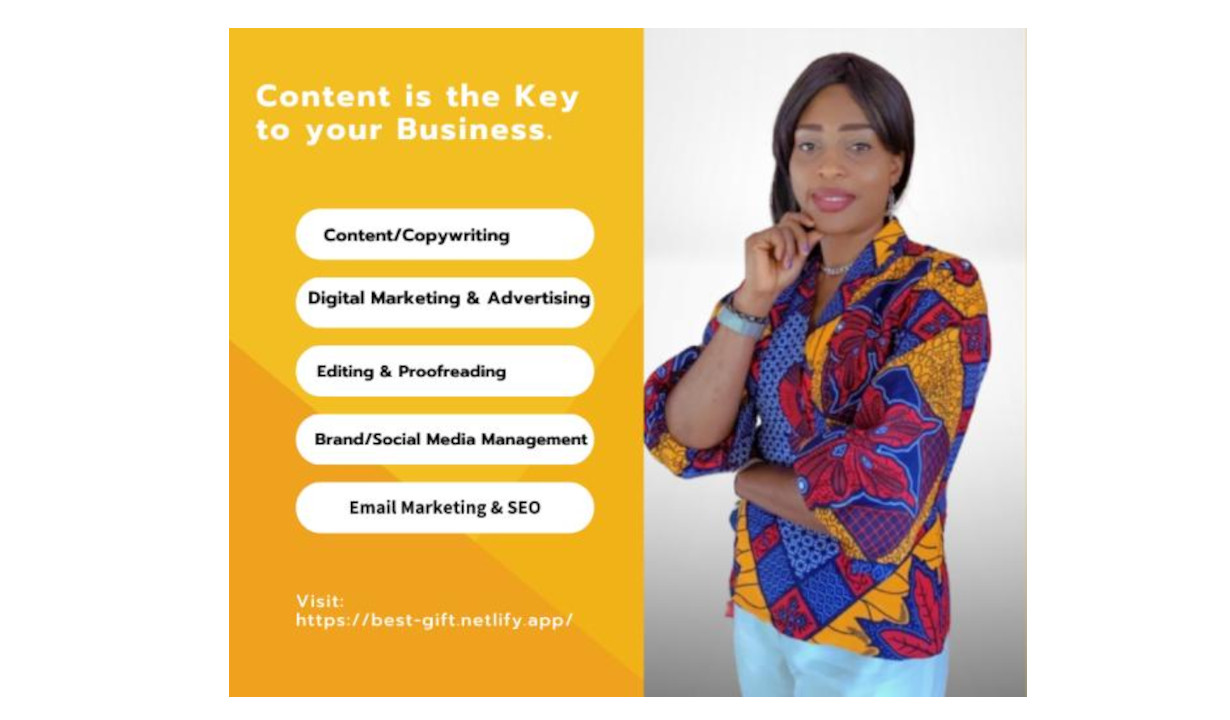 Content is the Key
to your Business.
Content/Copywriting
Digital Marketing & Advertising
Editing & Proofreading
Brand/Social Media Management
Email Marketing & SEO
Visit:
https://best-gift.netlify.app/